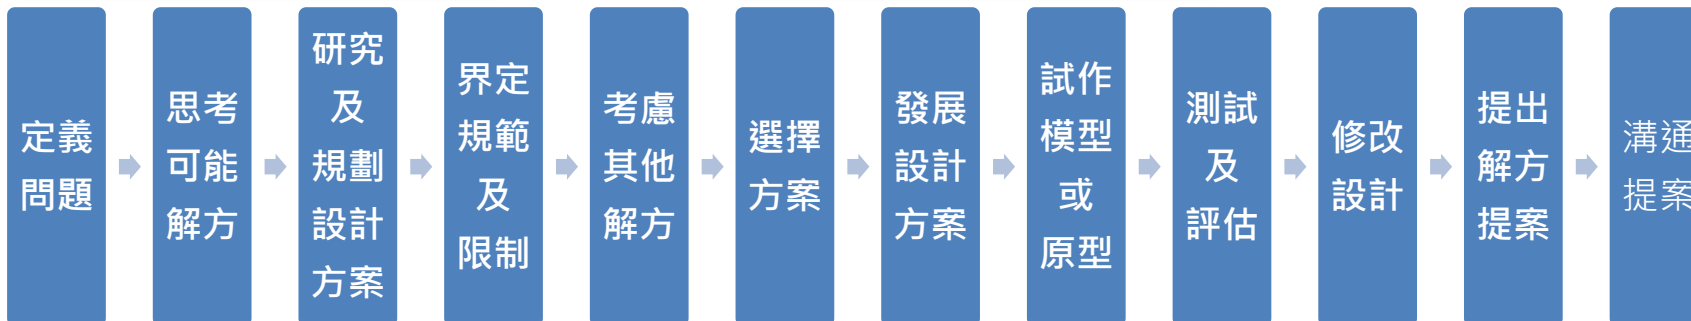 定義
問題
思考
可能
解方
研究
及
規劃
設計
方案
界定
規範
及
限制
考慮
其他
解方
選擇
方案
發展
設計
方案
試作
模型
或
原型
測試
及
評估
修改
設計
提出
解方
提案
溝通
提案